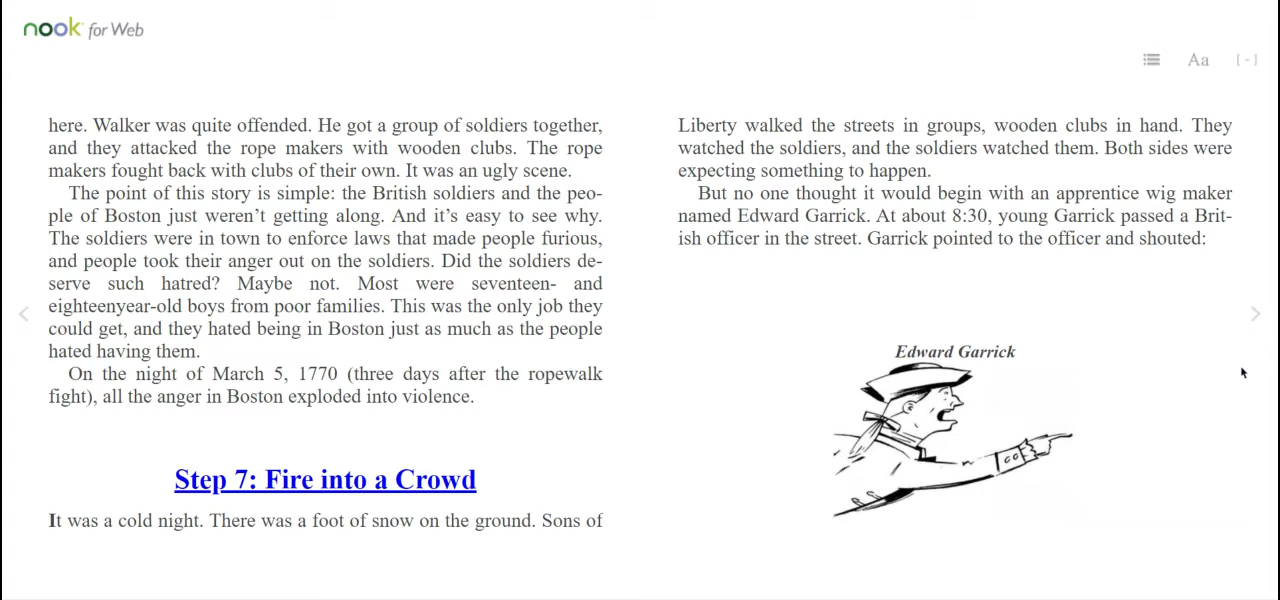 nook for Web
Aa
[ - ]
here. Walker was quite offended. He got a group of soldiers together,
and they attacked the rope makers with wooden clubs. The rope
makers fought back with clubs of their own. It was an ugly scene.
The point of this story is simple: the British soldiers and the peo-
ple of Boston just weren't getting along. And it's easy to see why.
The soldiers were in town to enforce laws that made people furious,
and people took their anger out on the soldiers. Did the soldiers de-
serve such hatred? Maybe not. Most were seventeen- and
eighteenyear-old boys from poor families. This was the only job they
could get, and they hated being in Boston just as much as the people
hated having them.
On the night of March 5, 1770 (three days after the ropewalk
fight), all the anger in Boston exploded into violence.
Step 7: Fire into a Crowd
It was a cold night. There was a foot of snow on the ground. Sons of
Liberty walked the streets in groups, wooden clubs in hand. They
watched the soldiers, and the soldiers watched them. Both sides were
expecting something to happen.
But no one thought it would begin with an apprentice wig maker
named Edward Garrick. At about 8:30, young Garrick passed a Brit-
ish officer in the street. Garrick pointed to the officer and shouted:
Edward Garrick